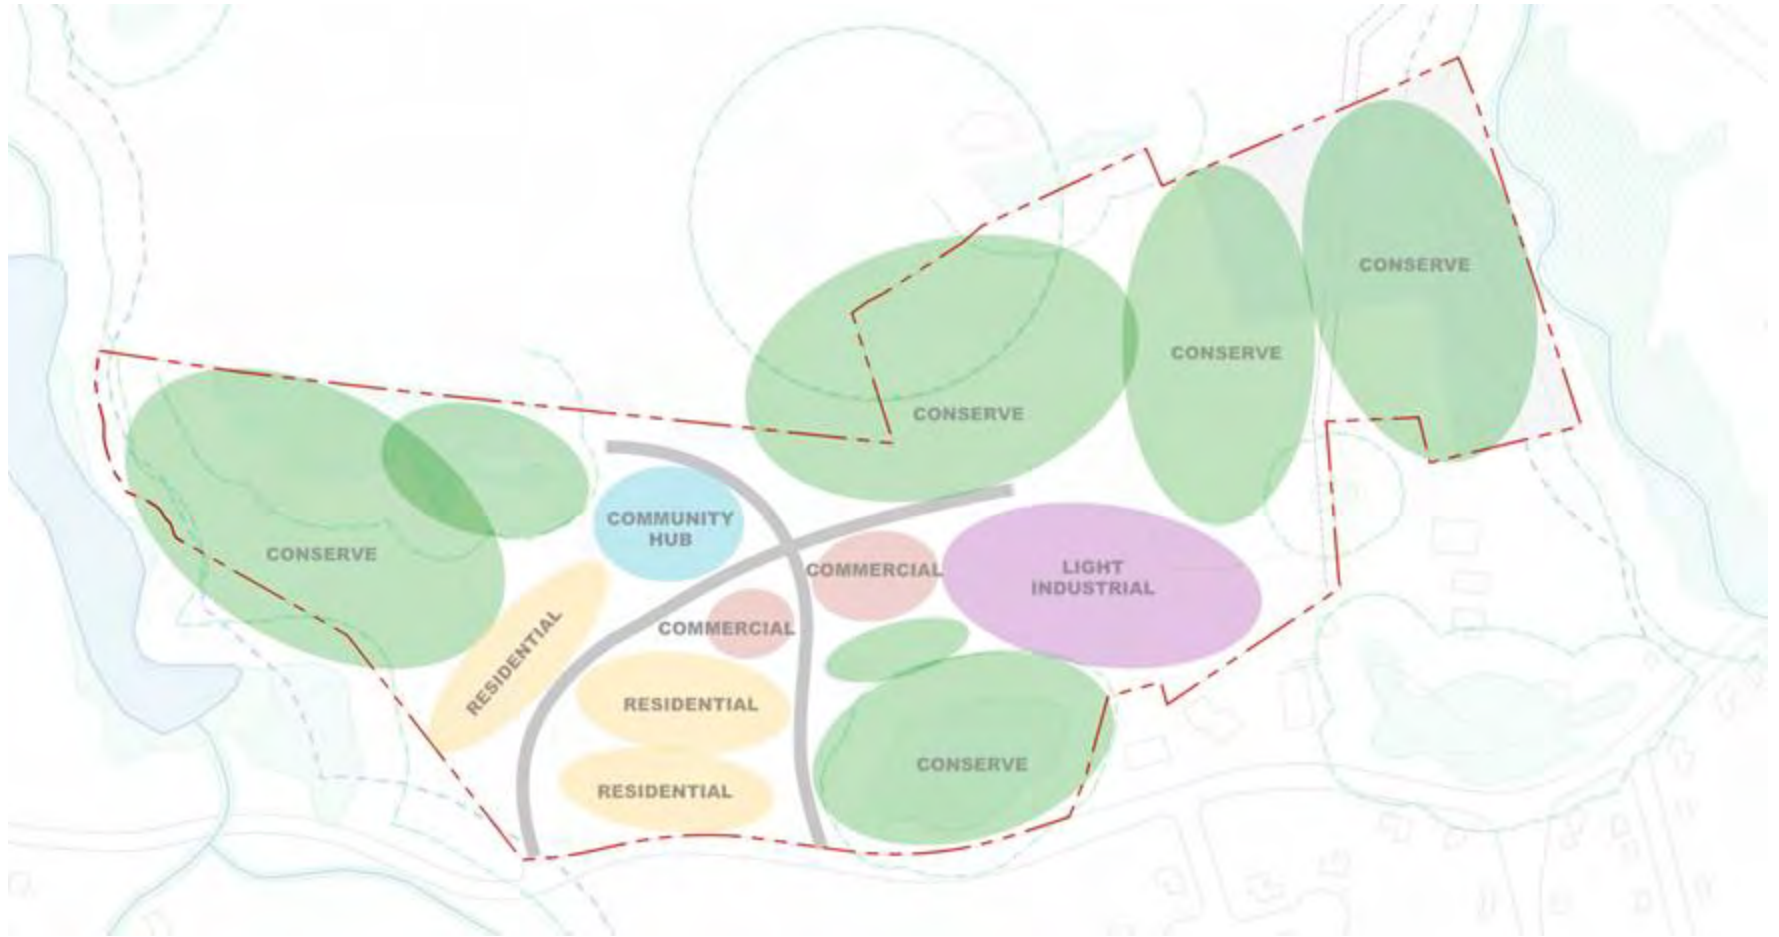 CONSERVE
CONSERVE
CONSERVE
COMMUNITY
HUB
CONSERVE
COMMERCIAL
LIGHT
INDUSTRIAL
COMMERCIAL
RESIDENTIAL
RESIDENTIAL
CONSERVE
RESIDENTIAL